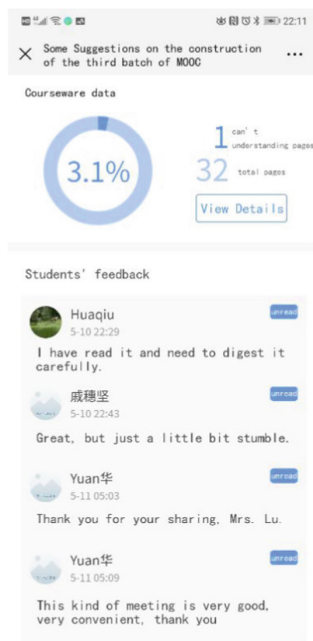 22:11
Some Suggestions on the construction
of the third batch of MOOC
Courseware data
3.1%
1 can't
understanding pages
32 total pages
View Details
Students' feedback
Huaqiu
unread
5-10 22:29
I have read it and need to digest it
carefully.
戚穗坚
unread
5-10 22:43
Great, but just a little bit stumble.
Yuan华
unread
5-11 05:03
Thank you for your sharing, Mrs. Lu.
Yuan华
unread
5-11 05:09
This kind of meeting is very good,
very convenient, thank you